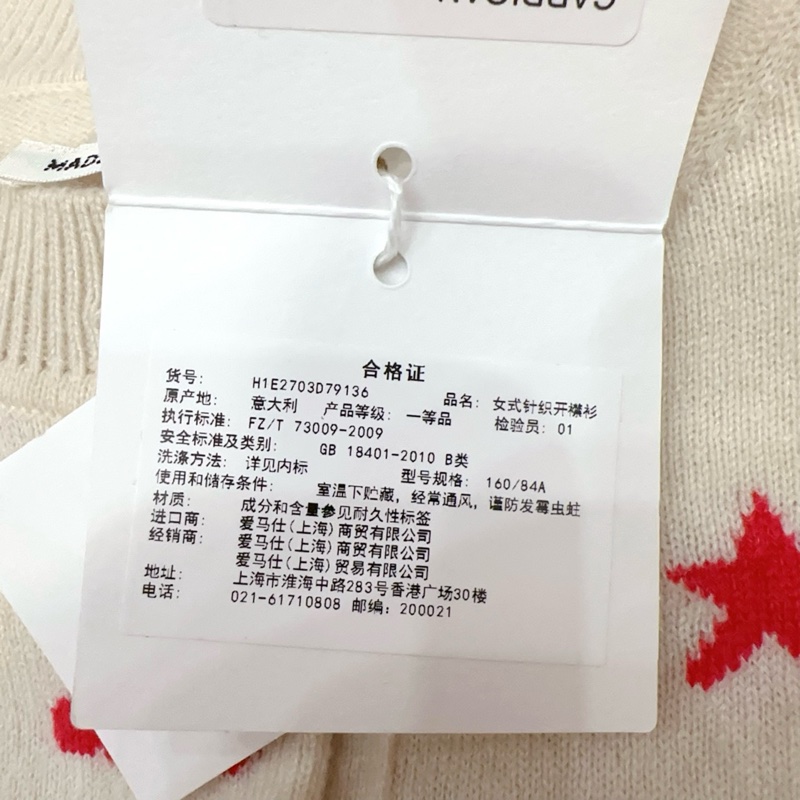 CARDIGAN
MAD
合格证
货号: H1E2703D79136 品名: 女式针织开襟衫
原产地: 意大利 产品等级: 一等品 检验员: 01
执行标准: FZ/T 73009-2009
安全标准及类别: GB 18401-2010 B类
洗涤方法: 详见内标 型号规格: 160/84A
使用和储存条件: 室温下贮藏, 经常通风, 谨防发霉虫蛀
材质: 成分和含量参见耐久性标签
进口商: 爱马仕(上海)商贸有限公司
经销商: 爱马仕(上海)商贸有限公司
爱马仕(上海)贸易有限公司
地址: 上海市淮海中路283号香港广场30楼
电话: 021-61710808 邮编: 200021